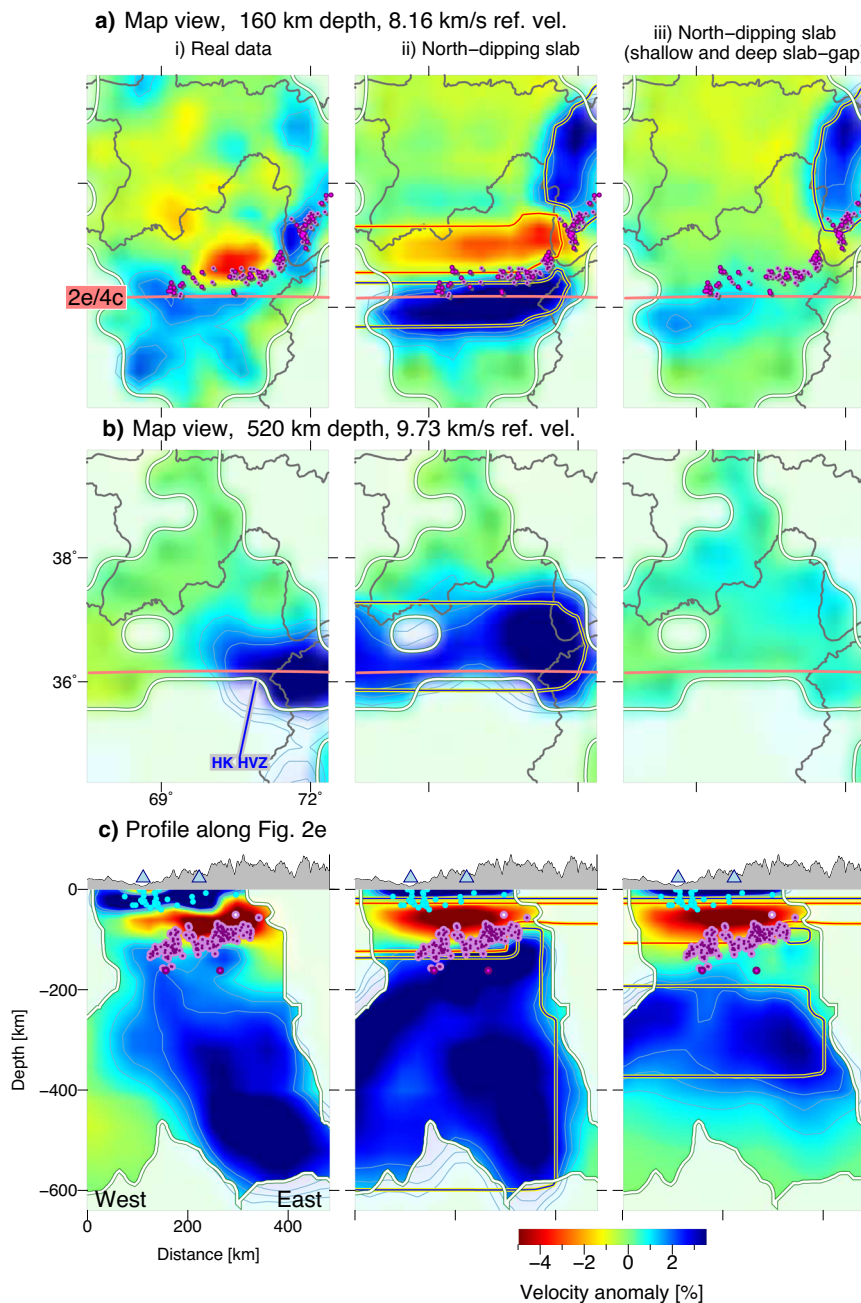 a) Map view, 160 km depth, 8.16 km/s ref. vel.
i) Real data
ii) North−dipping slab
iii) North−dipping slab
(shallow and deep slab−gap)
2e/4c
b) Map view, 520 km depth, 9.73 km/s ref. vel.
38˚
36˚
HK HVZ
69˚
72˚
c) Profile along Fig. 2e
0
−200
−400
−600
Depth [km]
West
East
0
200
400
Distance [km]
−4
−2
0
2
Velocity anomaly [%]